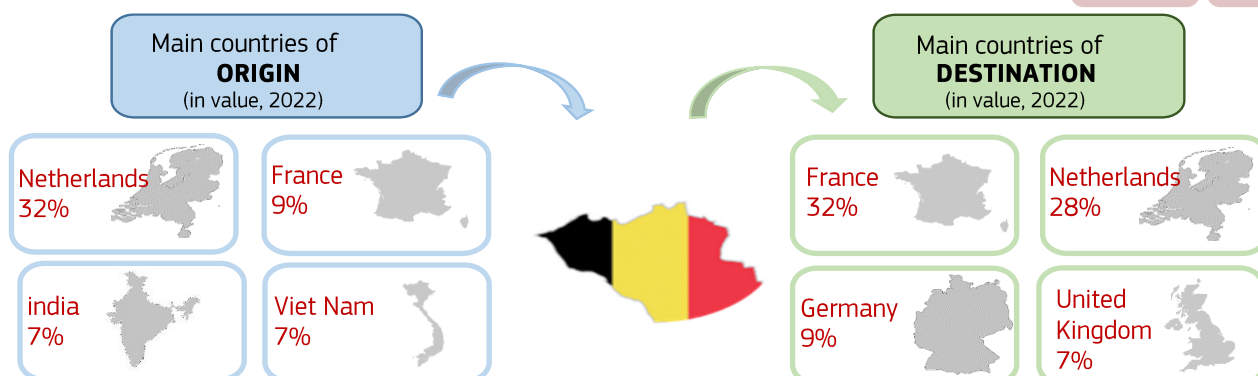 Main countries of
ORIGIN
(in value, 2022)
Main countries of
DESTINATION
(in value, 2022)
Netherlands
32%
France
9%
india
7%
Viet Nam
7%
France
32%
Netherlands
28%
Germany
9%
United
Kingdom
7%